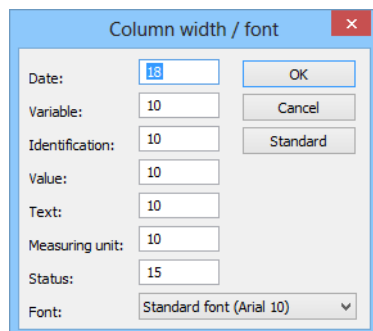 Column width / font
Date: 18 OK
Variable: 10 Cancel
Identification: 10 Standard
Value: 10
Text: 10
Measuring unit: 10
Status: 15
Font: Standard font (Arial 10)